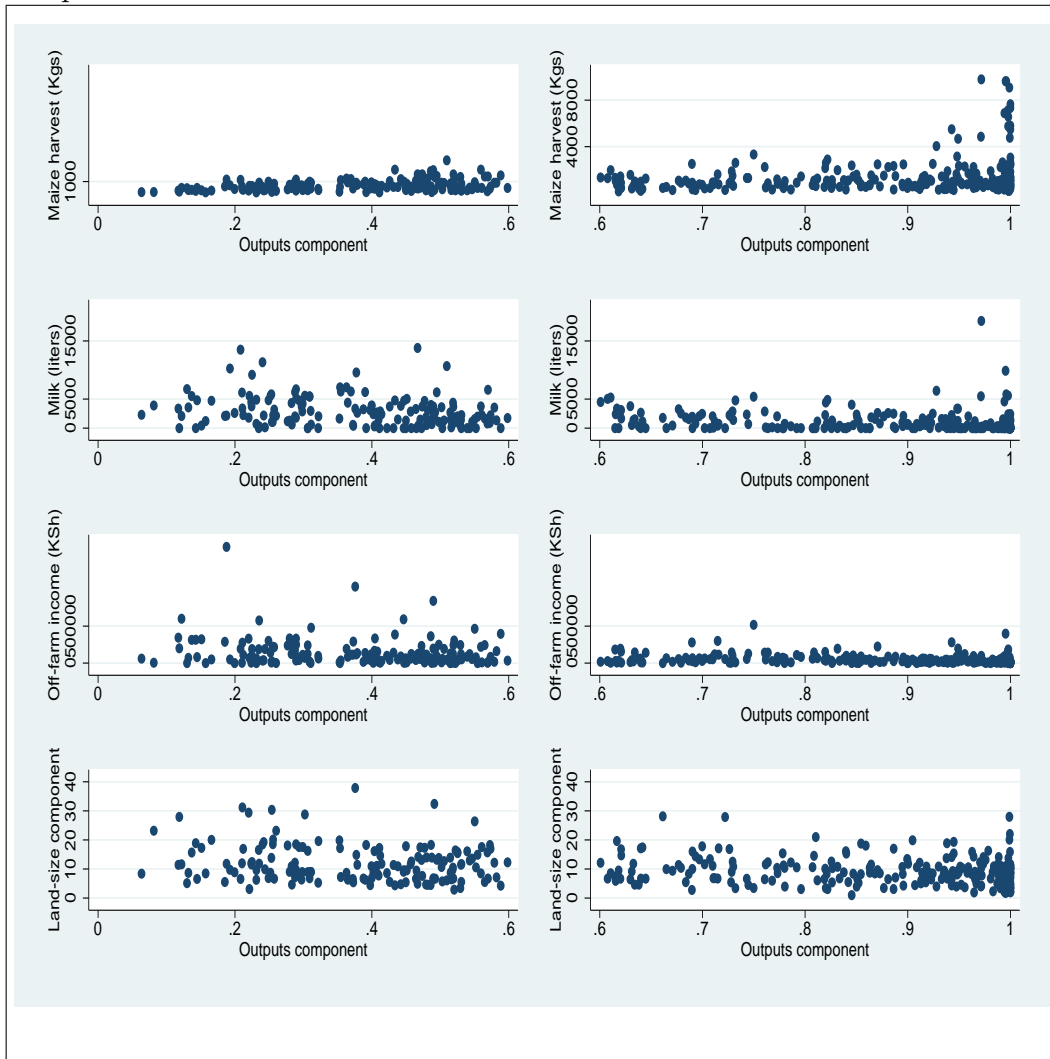 Maize harvest (Kgs)
11000
0 .2 .4 .6
Outputs component
Maize harvest (Kgs)
4000 8000
.6 .7 .8 .9 1
Outputs component
Milk (liters)
0 5000 15000
0 .2 .4 .6
Outputs component
Milk (liters)
0 5000 15000
.6 .7 .8 .9 1
Outputs component
Off-farm income (KSh)
0500000
0 .2 .4 .6
Outputs component
Off-farm income (KSh)
0500000
.6 .7 .8 .9 1
Outputs component
Land-size component
0 10 20 30 40
0 .2 .4 .6
Outputs component
Land-size component
0 10 20 30 40
.6 .7 .8 .9 1
Outputs component